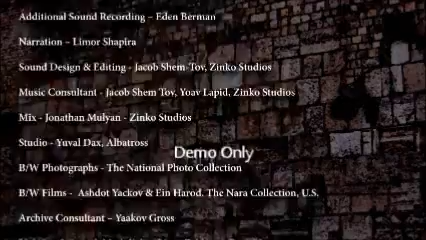 Additional Sound Recording – Eden Berman
Narration – Limor Shapira
Sound Design & Editing - Jacob Shem-Tov, Zinko Studios
Music Consultant - Jacob Shem Tov, Yoav Lapid, Zinko Studios
Mix - Jonathan Mulyan - Zinko Studios
Studio - Yuval Dax, Albatross
Demo Only
B/W Photographs - The National Photo Collection
B/W Films - Ashdot Yackov & Ein Harod. The Nara Collection, U.S.
Archive Consultant – Yaakov Gross